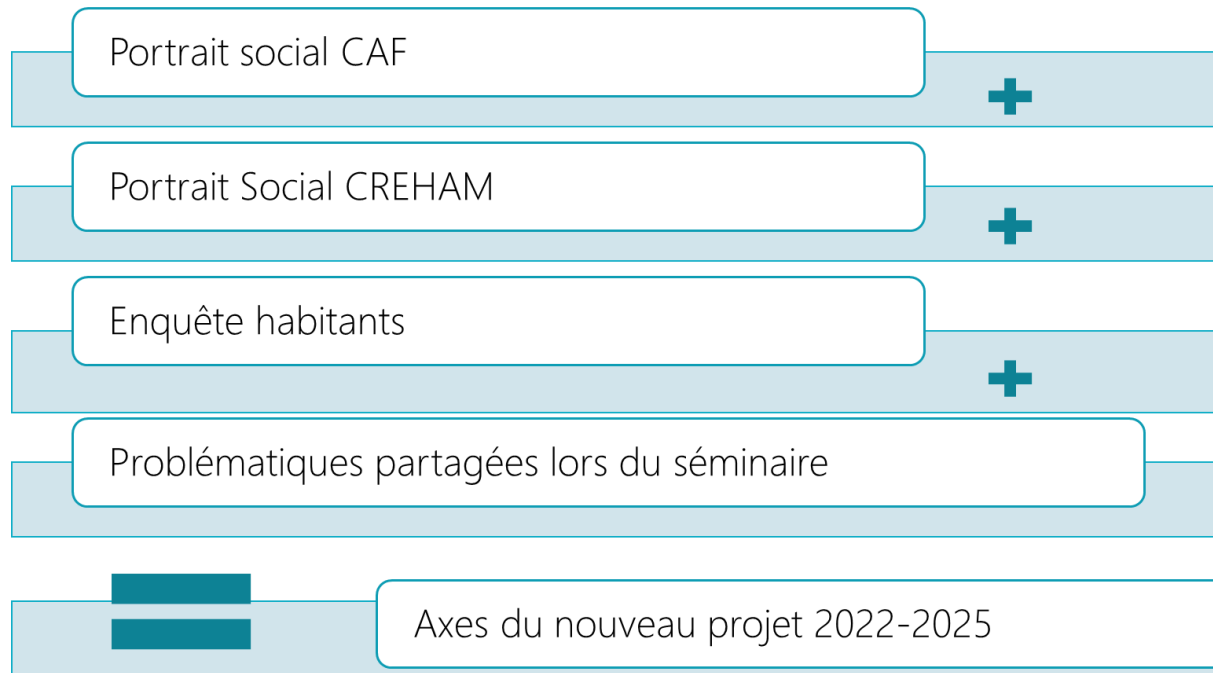 Portrait social CAF
+
Portrait Social CREHAM
+
Enquête habitants
+
Problématiques partagées lors du séminaire
=
Axes du nouveau projet 2022-2025